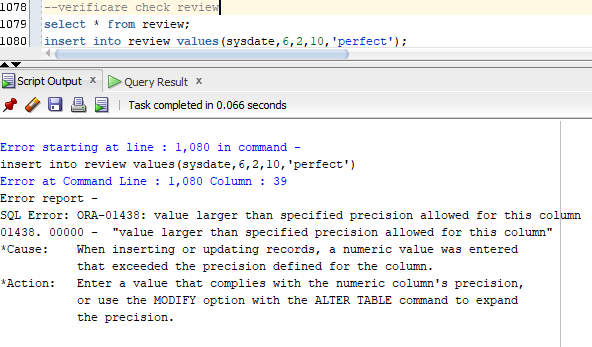 1078 --verificare check review
1079 select * from review;
1080 insert into review values(sysdate,6,2,10,'perfect');
Script Output x Query Result x
Task completed in 0.066 seconds
Error starting at line : 1,080 in command -
insert into review values(sysdate,6,2,10,'perfect')
Error at Command Line : 1,080 Column : 39
Error report -
SQL Error: ORA-01438: value larger than specified precision allowed for this column
01438. 00000 - "value larger than specified precision allowed for this column"
*Cause: When inserting or updating records, a numeric value was entered
that exceeded the precision defined for the column.
*Action: Enter a value that complies with the numeric column's precision,
or use the MODIFY option with the ALTER TABLE command to expand
the precision.